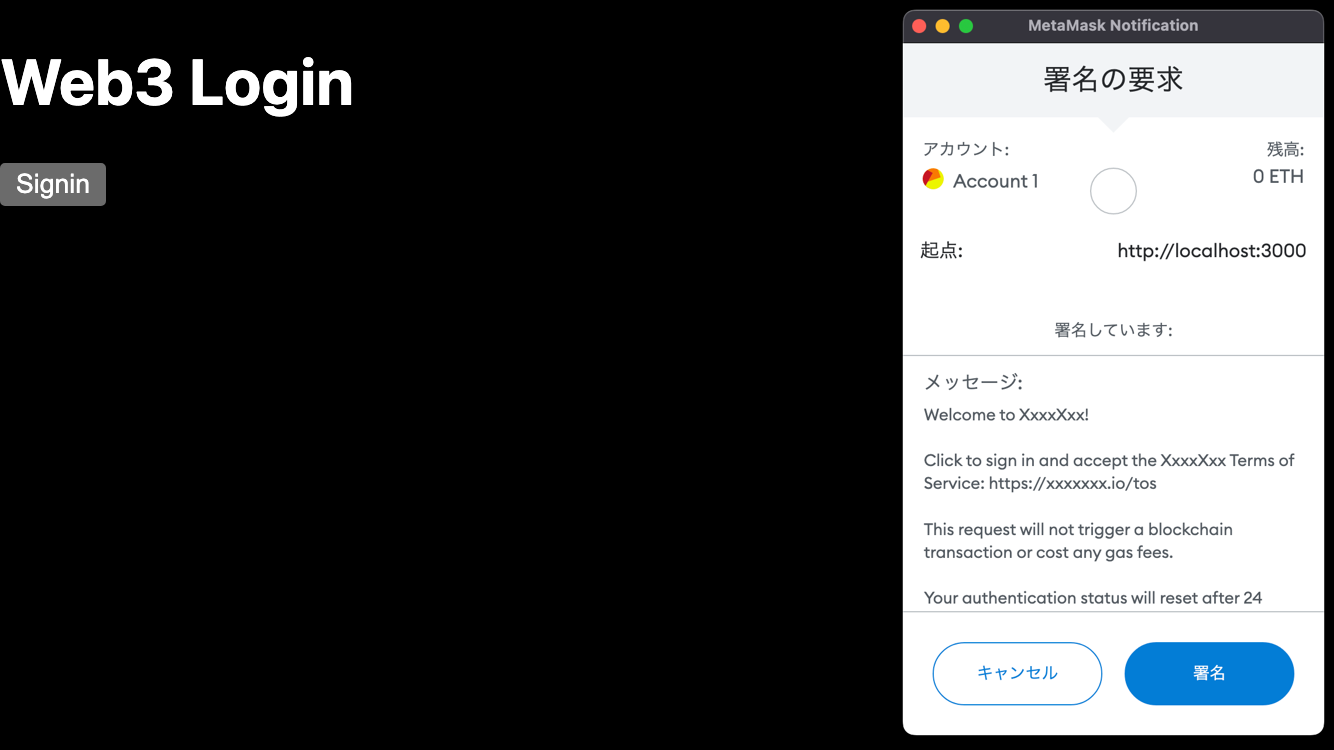 Web3 Login
Signin
MetaMask Notification
署名の要求
アカウント:
残高:
Account 1
0 ETH
起点:
http://localhost:3000
署名しています:
メッセージ:
Welcome to XxxxXxx!
Click to sign in and accept the XxxxXxx Terms of
Service: https://xxxxxxx.io/tos
This request will not trigger a blockchain
transaction or cost any gas fees.
Your authentication status will reset after 24
キャンセル
署名